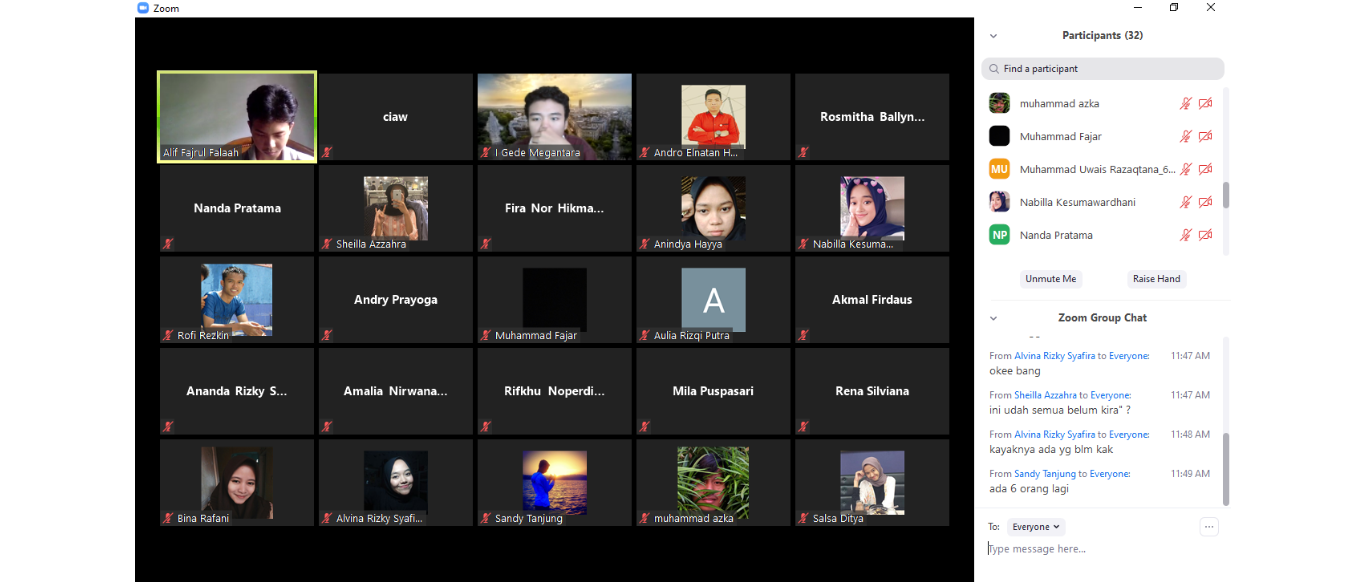 Zoom
Alif Fajrul Falaah
ciaw
I Gede Megantara
Andro Elnatan H...
Rosmitha Ballyn...
Nanda Pratama
Sheilla Azzahra
Fira Nor Hikma...
Anindya Hayya
Nabilla Kesuma...
Rofi Rezkin
Andry Prayoga
Muhammad Fajar
A
Aulia Rizqi Putra
Akmal Firdaus
Ananda Rizky S...
Amalia Nirwana...
Rifkhu Noperdi...
Mila Puspasari
Rena Silviana
Bina Rafani
Alvina Rizky Syafi...
Sandy Tanjung
muhammad azka
Salsa Ditya
Participants (32)
Find a participant
muhammad azka
Muhammad Fajar
MU Muhammad Uwais Razaqtana_6...
Nabilla Kesumawardhani
NP Nanda Pratama
Unmute Me Raise Hand
Zoom Group Chat
From Alvina Rizky Syafira to Everyone: 11:47 AM
okee bang
From Sheilla Azzahra to Everyone: 11:47 AM
ini udah semua belum kira" ?
From Alvina Rizky Syafira to Everyone: 11:48 AM
kayaknya ada yg blm kak
From Sandy Tanjung to Everyone: 11:49 AM
ada 6 orang lagi
To: Everyone
Type message here...